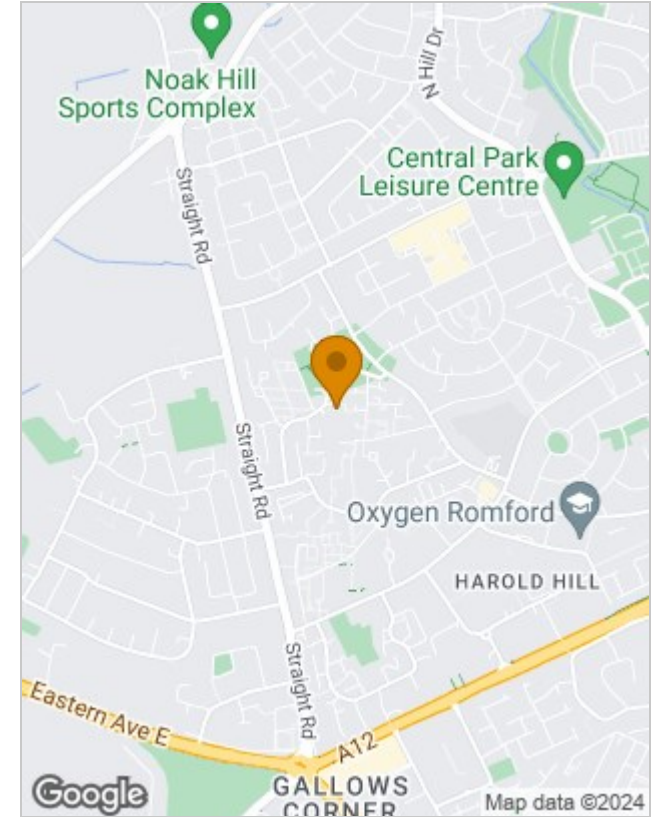 Noak Hill
Sports Complex
N Hill Dr
Central Park
Leisure Centre
Straight Rd
Straight Rd
Oxygen Romford
HAROLD HILL
Straight Rd
Eastern Ave E
A12
GALLOWS
CORNER
Google
Map data ©2024